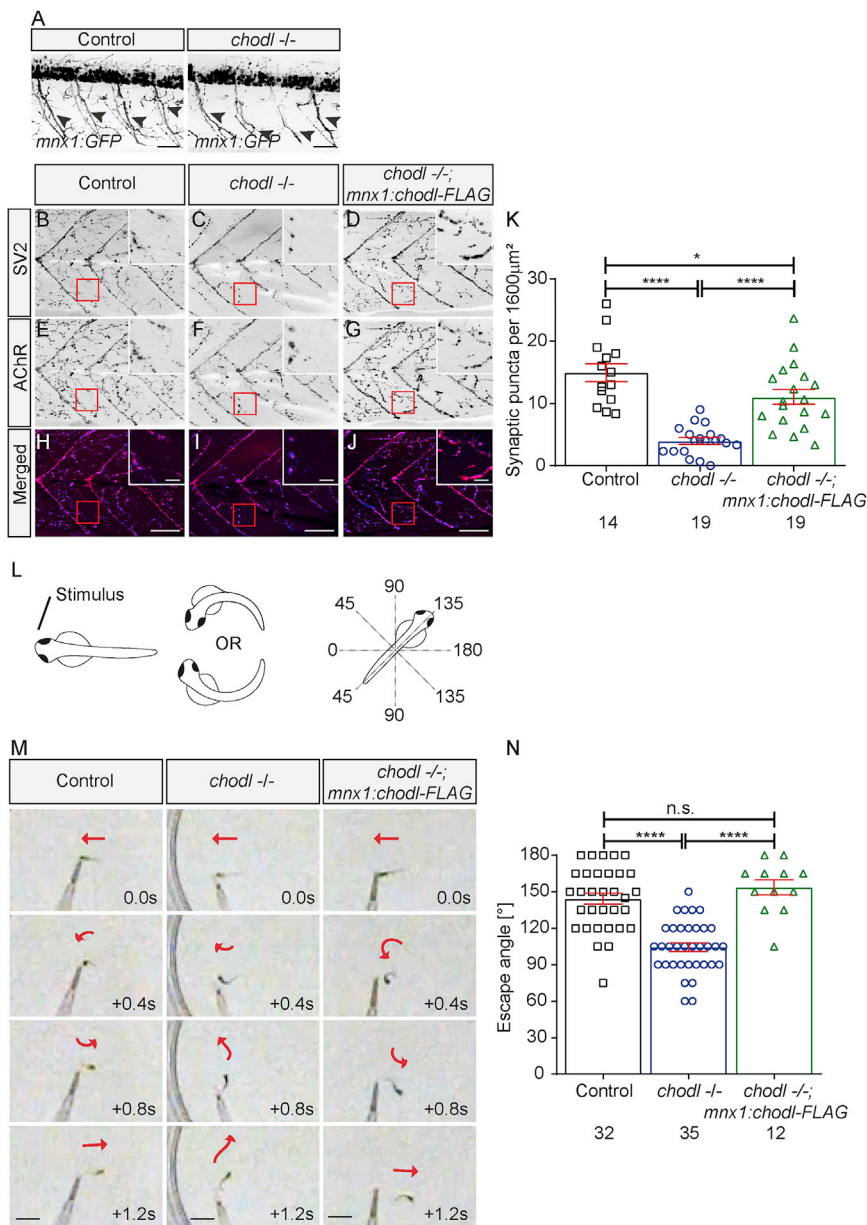 A
Control
chodl -/-
mnx1:GFP
mnx1:GFP
Control
chodl -/-
chodl -/-;
mnx1:chodl-FLAG
SV2
B
C
D
AChR
E
F
G
Merged
H
I
J
K
Synaptic puncta per 1600µm²
30
20
10
0
*
****
****
Control
chodl -/-
chodl -/-;
mnx1:chodl-FLAG
14
19
19
L
Stimulus
OR
90
45
135
0
180
45
135
90
M
Control
chodl -/-
chodl -/-;
mnx1:chodl-FLAG
0.0s
0.0s
0.0s
+0.4s
+0.4s
+0.4s
+0.8s
+0.8s
+0.8s
+1.2s
+1.2s
+1.2s
N
n.s.
****
****
Escape angle [°]
180
150
120
90
60
30
0
Control
chodl -/-
chodl -/-;
mnx1:chodl-FLAG
32
35
12